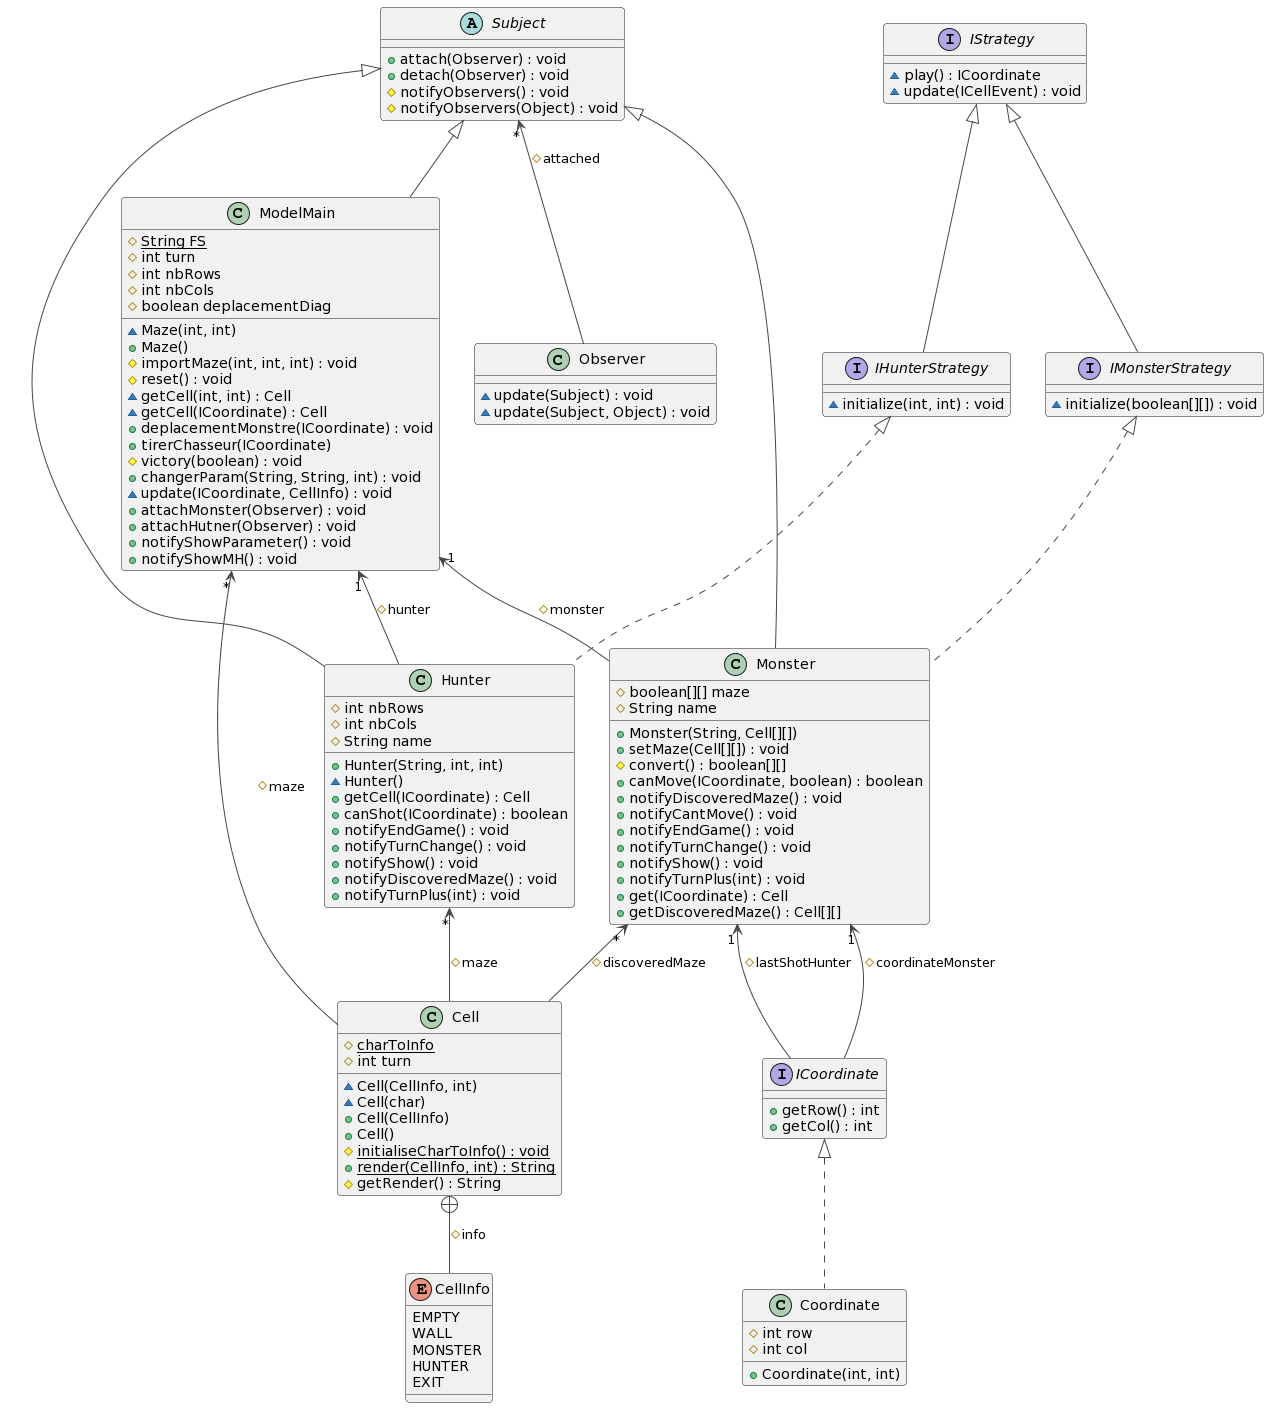 A Subject
attach(Observer) : void
detach(Observer) : void
notifyObservers() : void
notifyObservers(Object) : void
I IStrategy
play() : ICoordinate
update(ICellEvent) : void
*
attached
C ModelMain
String FS
int turn
int nbRows
int nbCols
boolean deplacementDiag
Maze(int, int)
Maze()
importMaze(int, int, int) : void
reset() : void
getCell(int, int) : Cell
getCell(ICoordinate) : Cell
deplacementMonstre(ICoordinate) : void
tirerChasseur(ICoordinate)
victory(boolean) : void
changerParam(String, String, int) : void
update(ICoordinate, CellInfo) : void
attachMonster(Observer) : void
attachHutner(Observer) : void
notifyShowParameter() : void
notifyShowMH() : void
C Observer
update(Subject) : void
update(Subject, Object) : void
I IHunterStrategy
initialize(int, int) : void
I IMonsterStrategy
initialize(boolean[][]) : void
*
1
1
hunter
monster
maze
C Hunter
int nbRows
int nbCols
String name
Hunter(String, int, int)
Hunter()
getCell(ICoordinate) : Cell
canShot(ICoordinate) : boolean
notifyEndGame() : void
notifyTurnChange() : void
notifyShow() : void
notifyDiscoveredMaze() : void
notifyTurnPlus(int) : void
C Monster
boolean[][] maze
String name
Monster(String, Cell[][])
setMaze(Cell[][]) : void
convert() : boolean[][]
canMove(ICoordinate, boolean) : boolean
notifyDiscoveredMaze() : void
notifyCantMove() : void
notifyEndGame() : void
notifyTurnChange() : void
notifyShow() : void
notifyTurnPlus(int) : void
get(ICoordinate) : Cell
getDiscoveredMaze() : Cell[][]
*
*
1
1
maze
discoveredMaze
lastShotHunter
coordinateMonster
C Cell
charToInfo
int turn
Cell(CellInfo, int)
Cell(char)
Cell(CellInfo)
Cell()
initialiseCharToInfo() : void
render(CellInfo, int) : String
getRender() : String
I ICoordinate
getRow() : int
getCol() : int
info
E CellInfo
EMPTY
WALL
MONSTER
HUNTER
EXIT
C Coordinate
int row
int col
Coordinate(int, int)